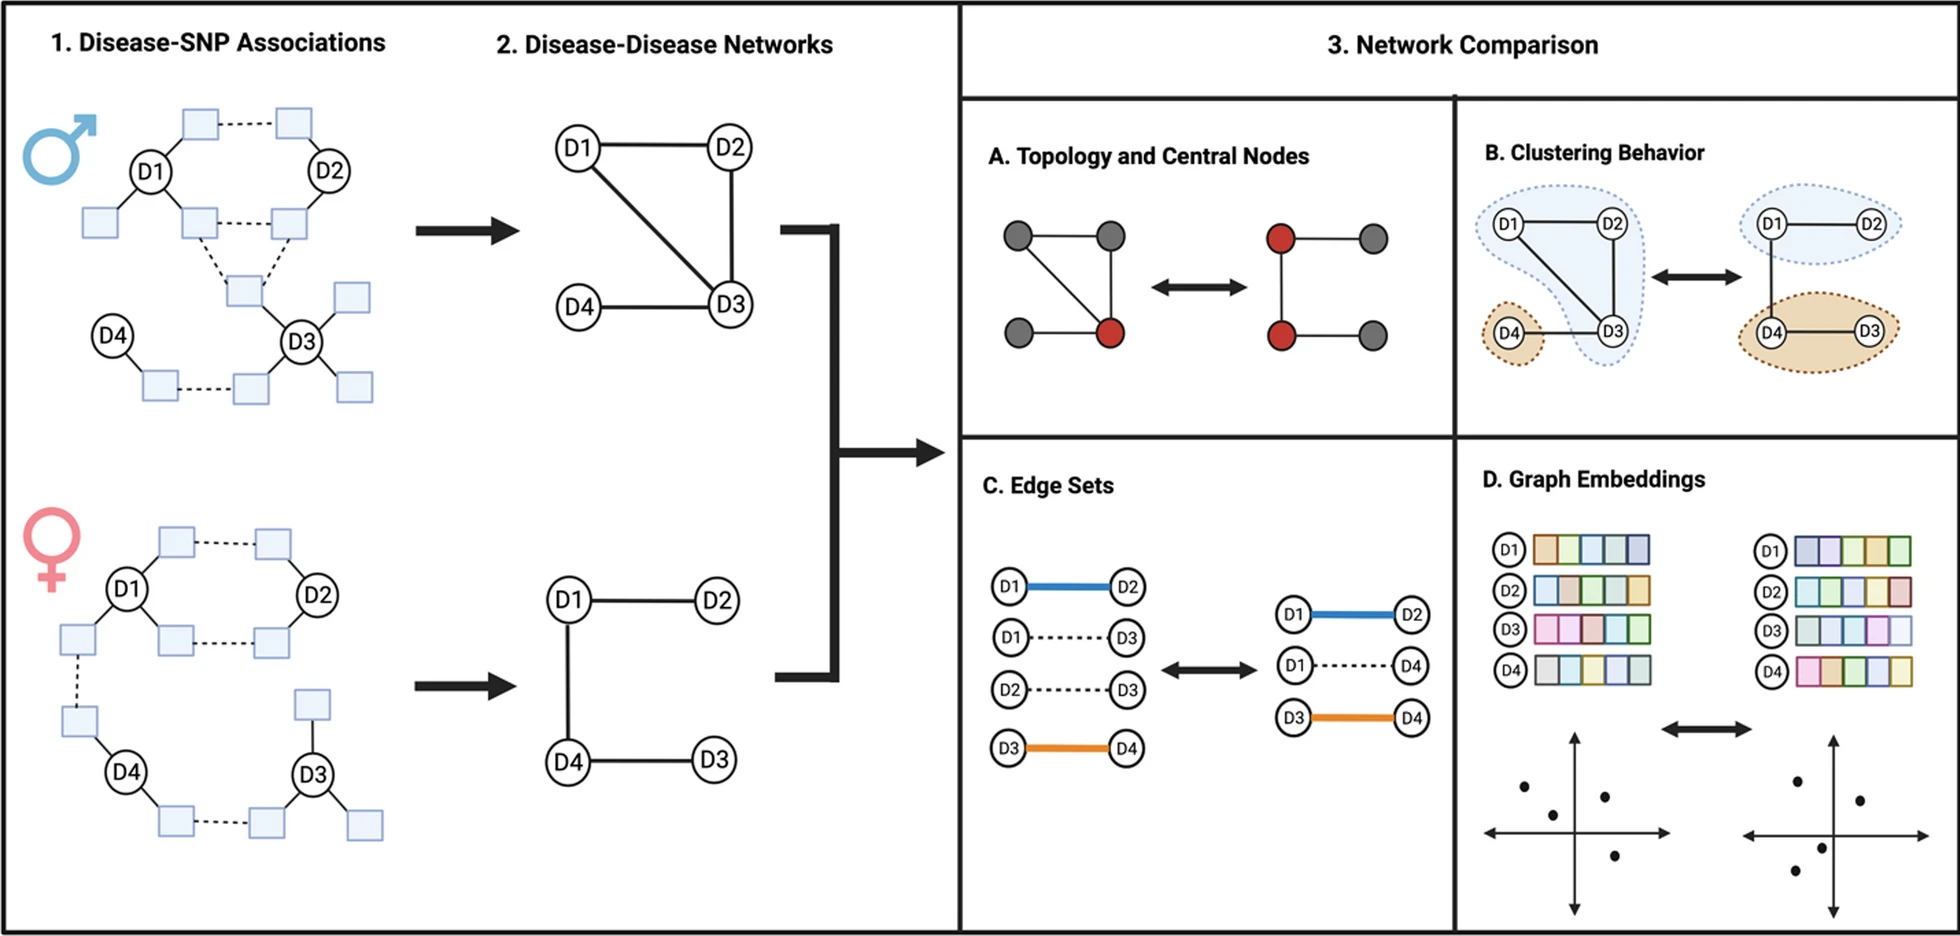 1. Disease-SNP Associations
2. Disease-Disease Networks
3. Network Comparison
D1
D2
D4
D3
D1
D2
D4
D3
D1
D2
D4
D3
D1 D2
D4 D3
A. Topology and Central Nodes
B. Clustering Behavior
D1 D2
D4 D3
D1 D2
D4 D3
C. Edge Sets
D1 D2
D1 D3
D2 D3
D3 D4
D1 D2
D1 D4
D3 D4
D. Graph Embeddings
D1
D2
D3
D4
D1
D2
D3
D4